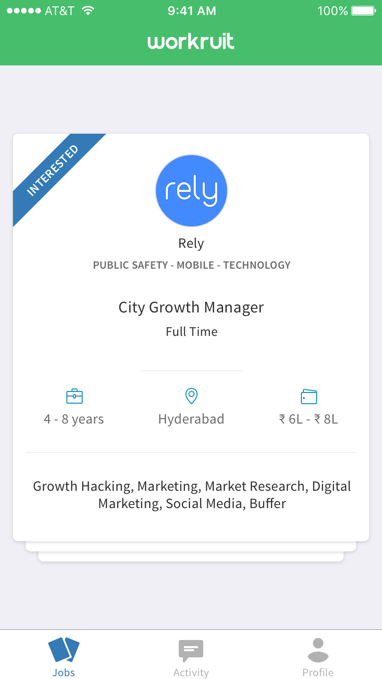 AT&T 9:41 AM 100%
workruit
INTERESTED
rely
Rely
PUBLIC SAFETY - MOBILE - TECHNOLOGY
City Growth Manager
Full Time
4 - 8 years Hyderabad ₹ 6L - ₹ 8L
Growth Hacking, Marketing, Market Research, Digital
Marketing, Social Media, Buffer
Jobs Activity Profile